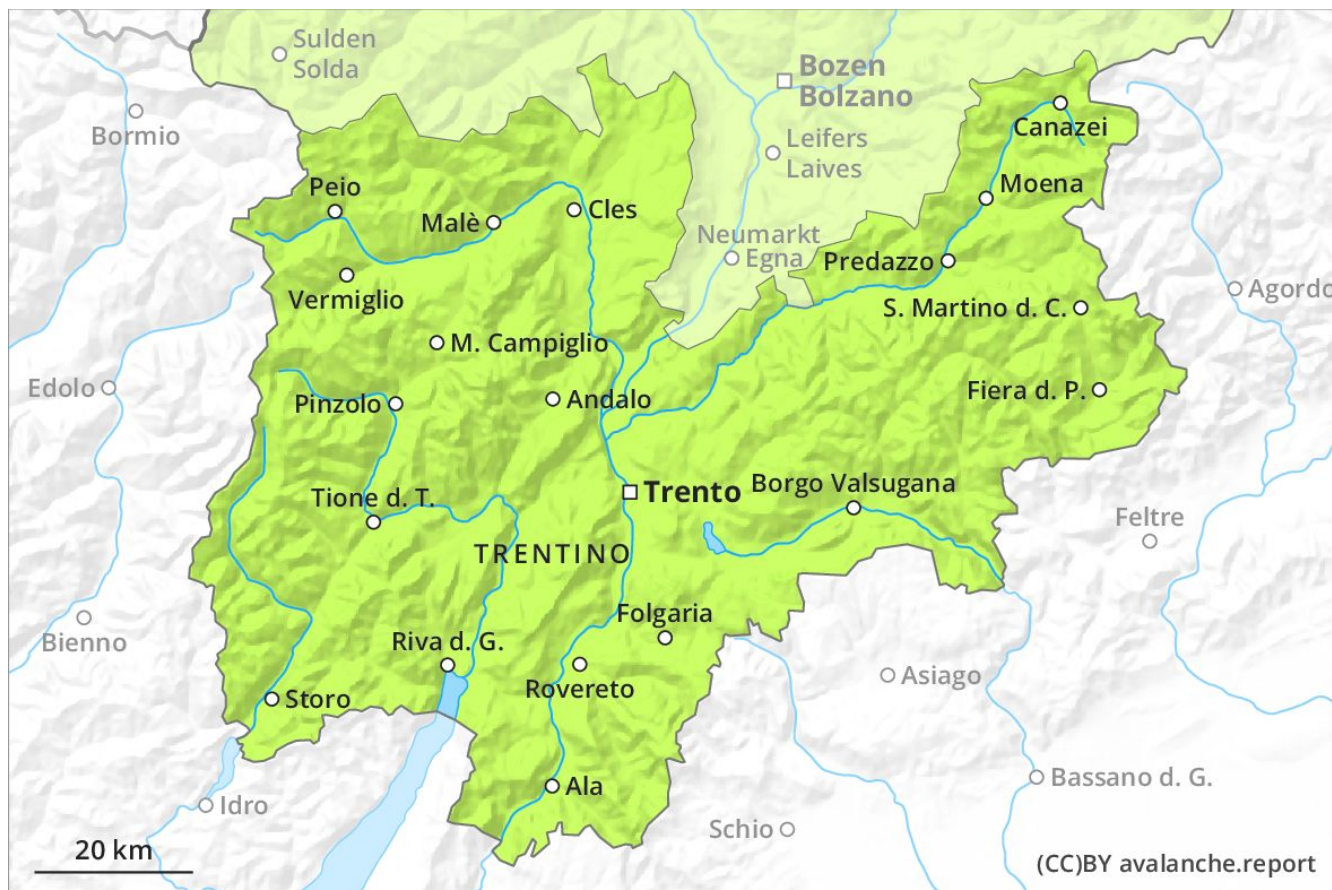 Sulden
Solda
Bozen
Bolzano
Bormio
Canazei
Leifers
Laives
Peio
Moena
Malè
Cles
Neumarkt
Egna
Predazzo
Vermiglio
Agordo
S. Martino d. C.
M. Campiglio
Edolo
Pinzolo
Andalo
Fiera d. P.
Trento
Borgo Valsugana
Tione d. T.
Feltre
TRENTINO
Folgaria
Bienno
Riva d. G.
Asiago
Rovereto
Storo
Bassano d. G.
Ala
Idro
Schio
20 km
(CC)BY avalanche.report